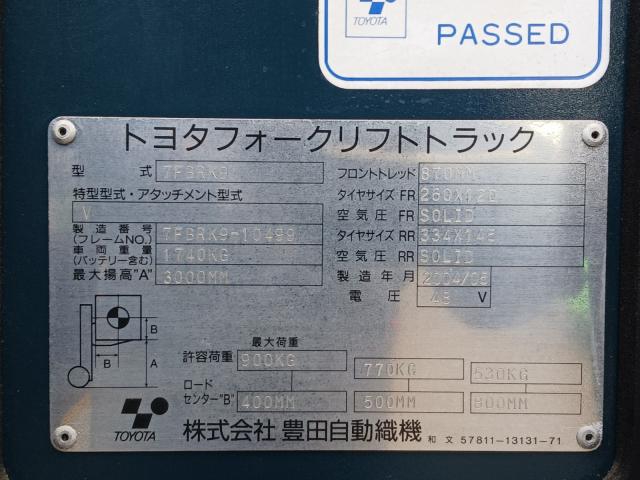 TOYOTA
PASSED
トヨタフォークリフトトラック
型 式 7FBRK9
フロントトレッド 870MM
特型型式・アタッチメント型式
V
タイヤサイズ FR 260X120
空気圧 FR SOLID
製造番号
(フレームNO.) 7FBRK9-10499
タイヤサイズ RR 334X145
車両重量
(バッテリー含む) 1740KG
空気圧 RR SOLID
最大揚高"A" 3000MM
製造年月 2004/05
電圧 48 V
B
B
A
最大荷重
許容荷重 900KG 770KG 530KG
ロード
センター"B" 400MM 500MM 800MM
TOYOTA
株式会社 豊田自動織機
和文 57811-13131-71